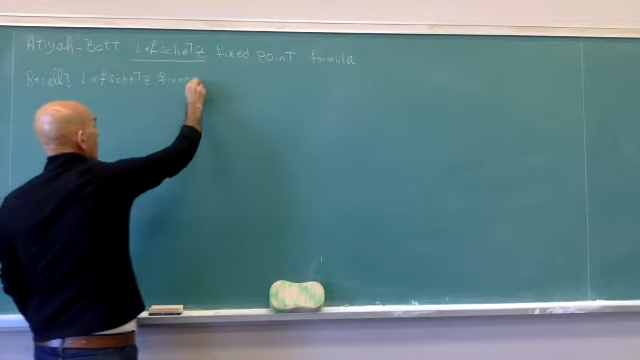 Atiyah-Bott Lefschetz fixed point formula
Recall: Lefschetz fixed